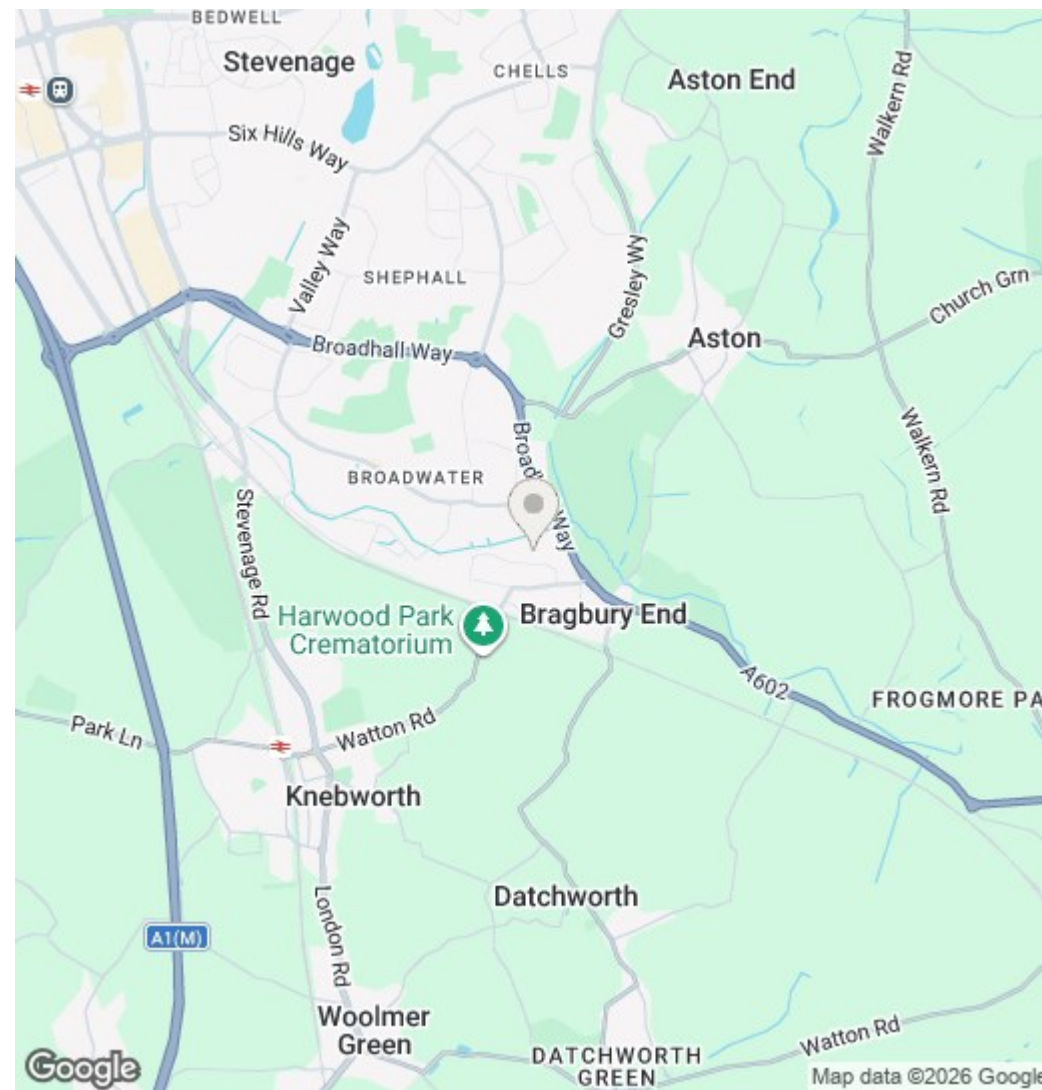 BEDWELL
Stevenage
CHELLS
Aston End
Walkern Rd
Six Hills Way
Valley Way
SHEPHALL
Gresley Wy
Church Grn
Aston
Broadhall Way
Walkern Rd
BROADWATER
Way
Stevenage Rd
Harwood Park
Crematorium
Bragbury End
A602
FROGMORE PA
Park Ln
Watton Rd
Knebworth
Datchworth
A1(M)
London Rd
Woolmer
Green
Watton Rd
DATCHWORTH
GREEN
Google
Map data ©2026 Google